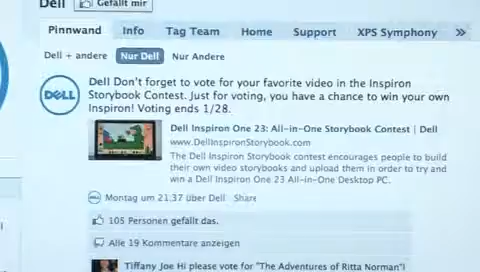 Dell Gefällt mir
Pinnwand Info Tag Team Home Support XPS Symphony »
Dell + andere Nur Dell Nur Andere
DELL
Dell Don't forget to vote for your favorite video in the Inspiron
Storybook Contest. Just for voting, you have a chance to win your own
Inspiron! Voting ends 1/28.
Dell Inspiron One 23: All-in-One Storybook Contest | Dell
www.DellInspironStorybook.com
The Dell Inspiron Storybook contest encourages people to build
their own video storybooks and upload them in order to try and
win a Dell Inspiron One 23 All-in-One Desktop PC.
Montag um 21:37 über Dell · Share
105 Personen gefällt das.
Alle 19 Kommentare anzeigen
Tiffany Joe Hi please vote for "The Adventures of Ritta Norman"!